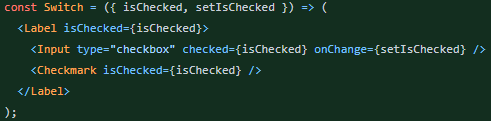 const Switch = ({ isChecked, setIsChecked }) => (
  <Label isChecked={isChecked}>
    <Input type="checkbox" checked={isChecked} onChange={setIsChecked} />
    <Checkmark isChecked={isChecked} />
  </Label>
);